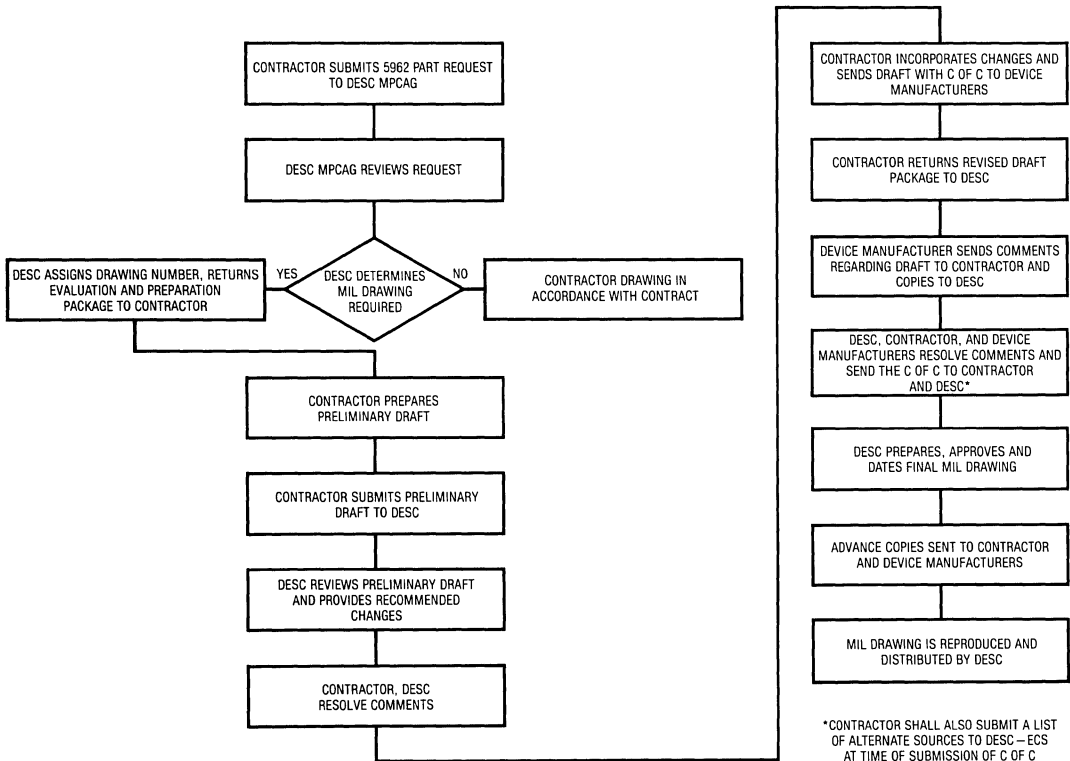 CONTRACTOR SUBMITS 5962 PART REQUEST
TO DESC MPCAG
DESC MPCAG REVIEWS REQUEST
DESC DETERMINES
MIL DRAWING
REQUIRED
YES
NO
DESC ASSIGNS DRAWING NUMBER, RETURNS
EVALUATION AND PREPARATION
PACKAGE TO CONTRACTOR
CONTRACTOR DRAWING IN
ACCORDANCE WITH CONTRACT
CONTRACTOR PREPARES
PRELIMINARY DRAFT
CONTRACTOR SUBMITS PRELIMINARY
DRAFT TO DESC
DESC REVIEWS PRELIMINARY DRAFT
AND PROVIDES RECOMMENDED
CHANGES
CONTRACTOR, DESC
RESOLVE COMMENTS
CONTRACTOR INCORPORATES CHANGES AND
SENDS DRAFT WITH C OF C TO DEVICE
MANUFACTURERS
CONTRACTOR RETURNS REVISED DRAFT
PACKAGE TO DESC
DEVICE MANUFACTURER SENDS COMMENTS
REGARDING DRAFT TO CONTRACTOR AND
COPIES TO DESC
DESC, CONTRACTOR, AND DEVICE
MANUFACTURERS RESOLVE COMMENTS AND
SEND THE C OF C TO CONTRACTOR
AND DESC*
DESC PREPARES, APPROVES AND
DATES FINAL MIL DRAWING
ADVANCE COPIES SENT TO CONTRACTOR
AND DEVICE MANUFACTURERS
MIL DRAWING IS REPRODUCED AND
DISTRIBUTED BY DESC
*CONTRACTOR SHALL ALSO SUBMIT A LIST
OF ALTERNATE SOURCES TO DESC – ECS
AT TIME OF SUBMISSION OF C OF C